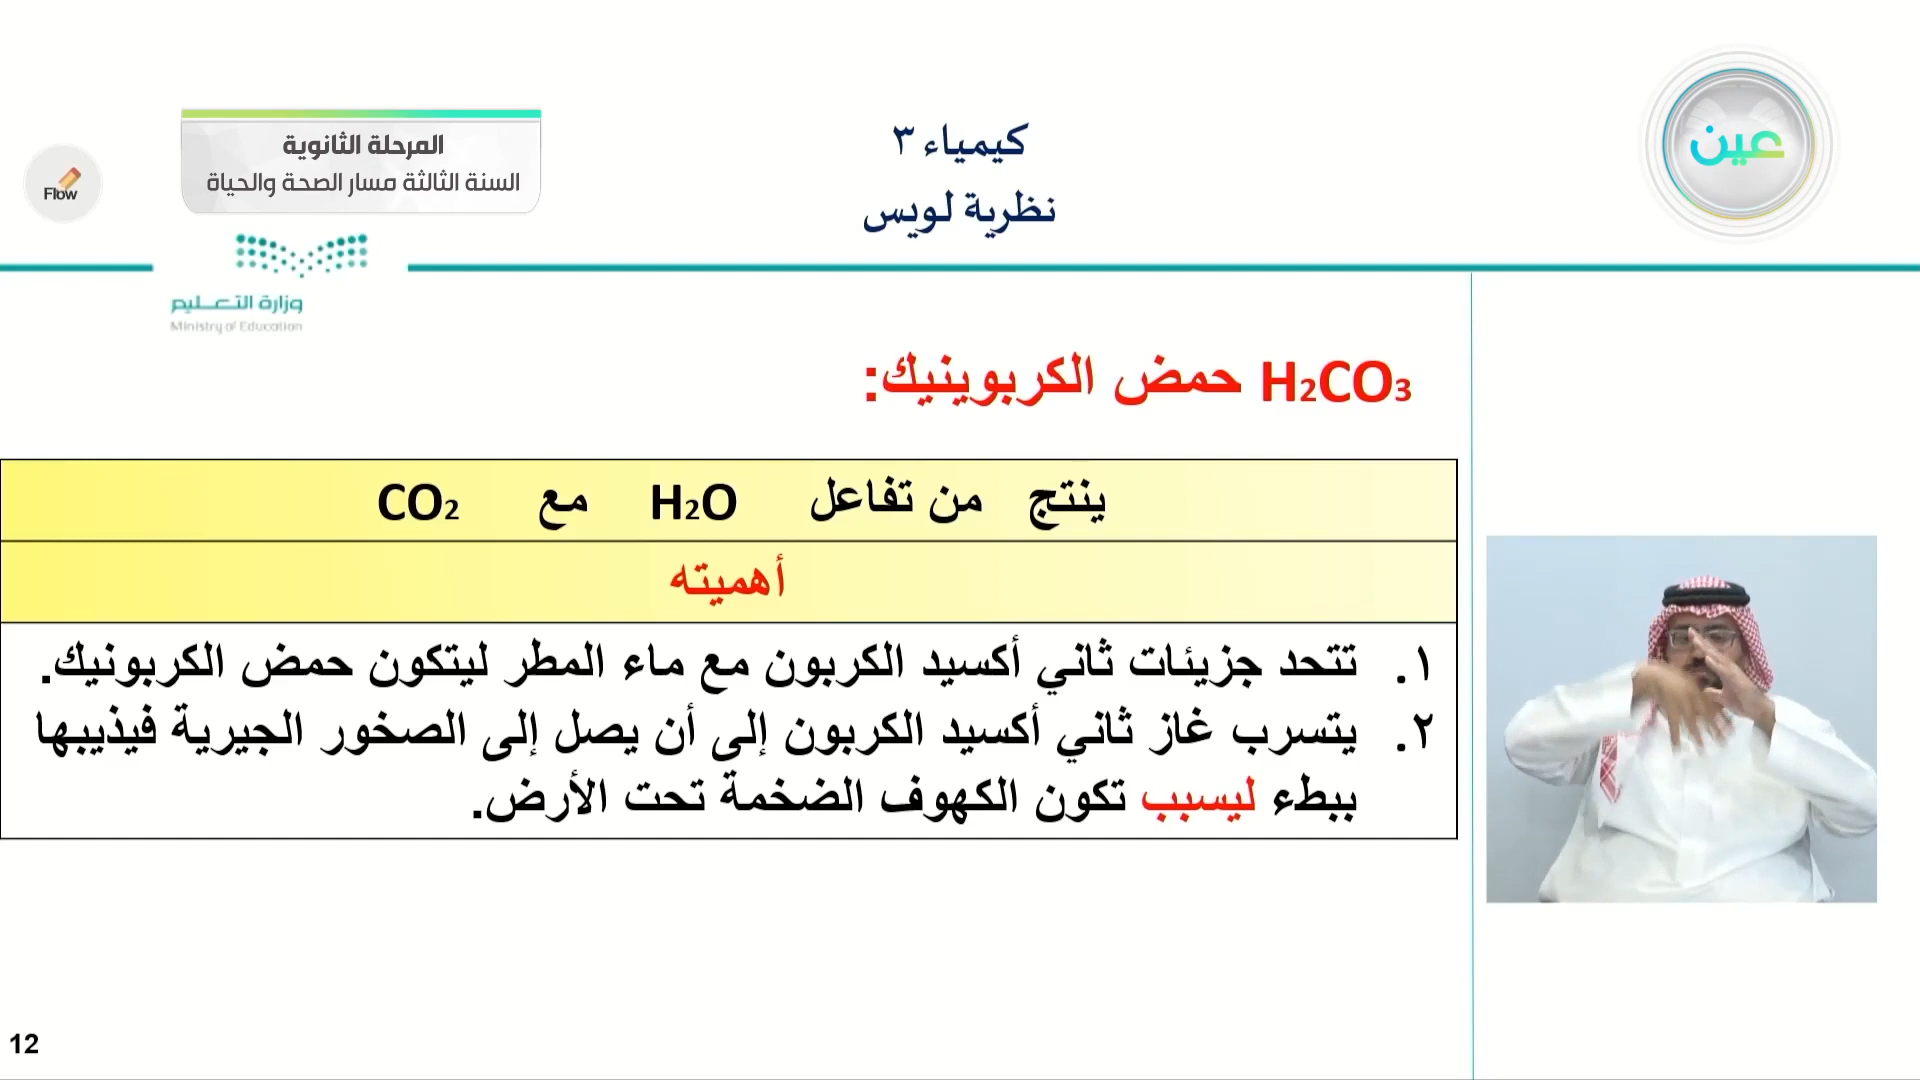 عين
كيمياء ٣
نظرية لويس
المرحلة الثانوية
السنة الثالثة مسار الصحة والحياة
Flow
وزارة التعليم
Ministry of Education
H₂CO₃ حمض الكربوينيك:
ينتج من تفاعل H₂O مع CO₂
أهميته
١. تتحد جزيئات ثاني أكسيد الكربون مع ماء المطر ليتكون حمض الكربونيك.
٢. يتسرب غاز ثاني أكسيد الكربون إلى أن يصل إلى الصخور الجيرية فيذيبها
ببطء ليسبب تكون الكهوف الضخمة تحت الأرض.
12